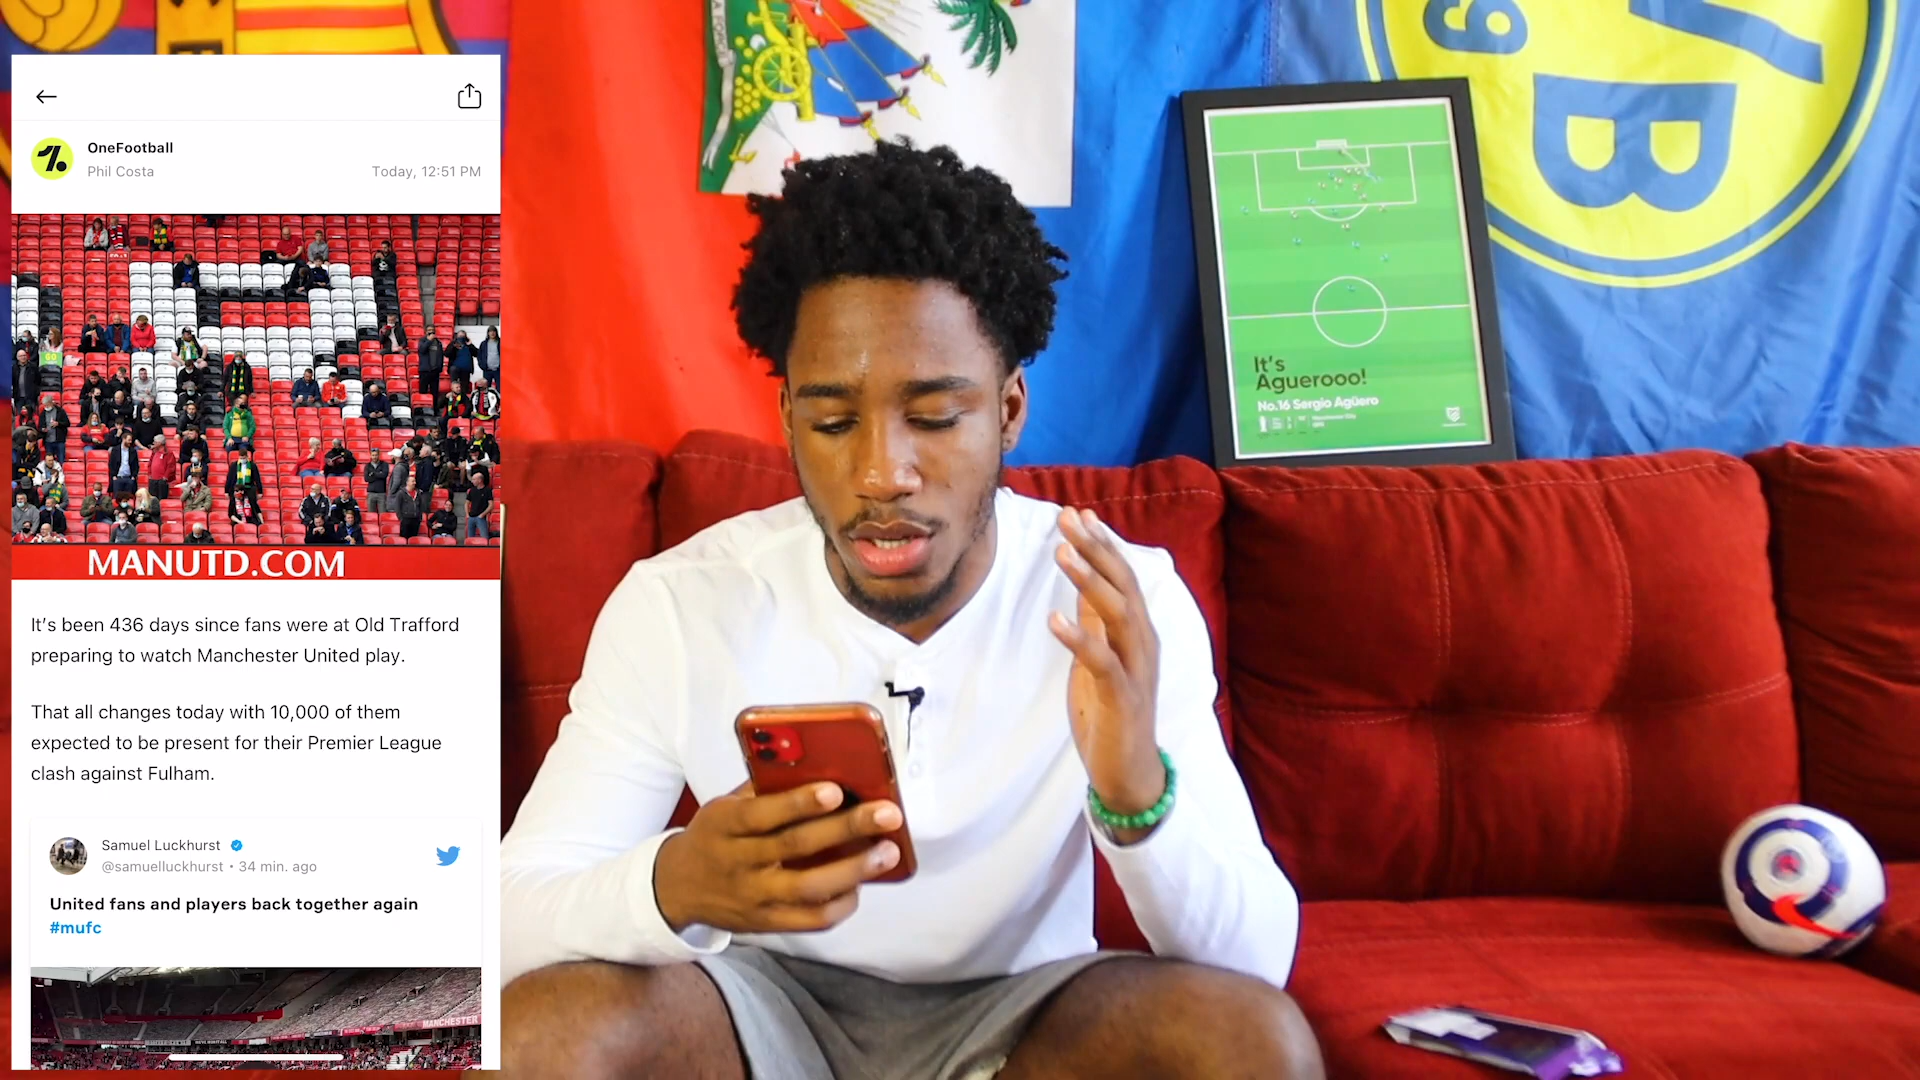 OneFootball
Phil Costa
Today, 12:51 PM
MANUTD.COM
It's been 436 days since fans were at Old Trafford
preparing to watch Manchester United play.
That all changes today with 10,000 of them
expected to be present for their Premier League
clash against Fulham.
Samuel Luckhurst
@samuelluckhurst • 34 min. ago
United fans and players back together again
#mufc
MANCHESTER
It's
Aguerooo!
No.16 Sergio Agüero
09
BVB